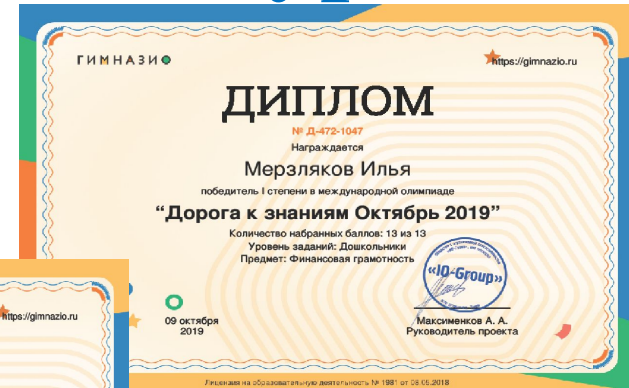 ГИМНАЗИО
https://gimnazio.ru
ДИПЛОМ
№ Д-472-1047
Награждается
Мерзляков Илья
победитель I степени в международной олимпиаде
“Дорога к знаниям Октябрь 2019”
Количество набранных баллов: 13 из 13
Уровень заданий: Дошкольники
Предмет: Финансовая грамотность
«IQ-Group»
09 октября
2019
Максименков А. А.
Руководитель проекта
Лицензия на образовательную деятельность № 1981 от 08.05.2018
https://gimnazio.ru